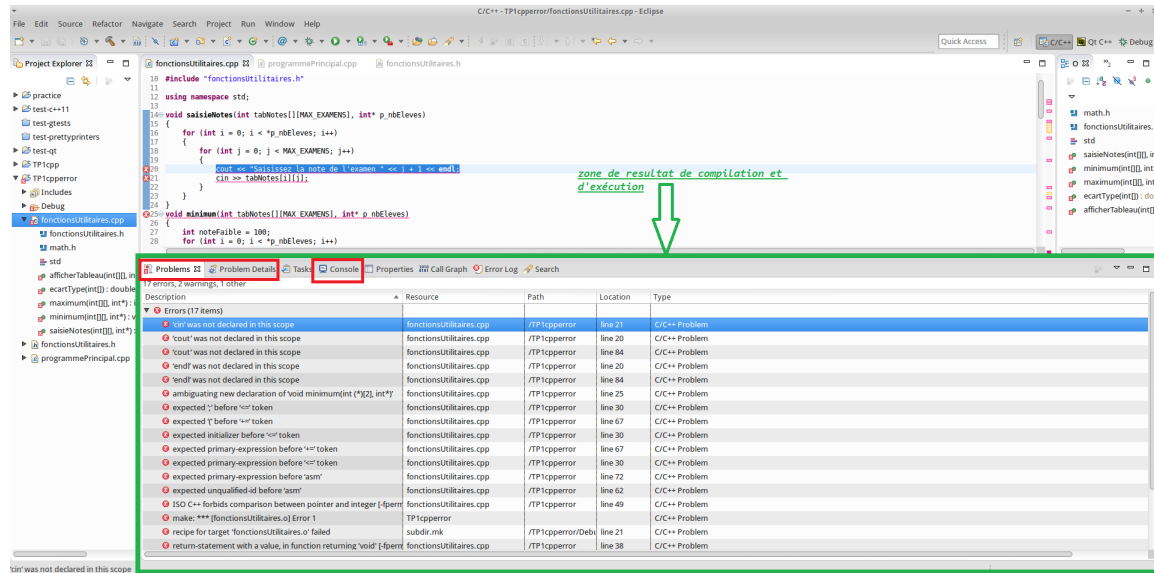 C/C++ - TP1cpperror/fonctionsUtilitaires.cpp - Eclipse
File Edit Source Refactor Navigate Search Project Run Window Help
Quick Access
C/C++ Qt C++ Debug
Project Explorer
practice
test-c++11
test-gtests
test-prettyprinters
test-qt
TP1cpp
TP1cpperror
Includes
Debug
fonctionsUtilitaires.cpp
fonctionsUtilitaires.h
math.h
std
afficherTableau(int[][], in
ecartType(int[]) : double
maximum(int[][], int*) : i
minimum(int[][], int*) : v
saisieNotes(int[][], int*) :
fonctionsUtilitaires.h
programmePrincipal.cpp
fonctionsUtilitaires.cpp programmePrincipal.cpp fonctionsUtilitaires.h
10 #include "fonctionsUtilitaires.h"
11
12 using namespace std;
13
14 void saisieNotes(int tabNotes[][MAX_EXAMENS], int* p_nbEleves)
15 {
16 for (int i = 0; i < *p_nbEleves; i++)
17 {
18 for (int j = 0; j < MAX_EXAMENS; j++)
19 {
20 cout << "Saisissez la note de l'examen " << j + 1 << endl;
21 cin >> tabNotes[i][j];
22 }
23 }
24 }
25 void minimum(int tabNotes[][MAX_EXAMENS], int* p_nbEleves)
26 {
27 int noteFaible = 100;
28 for (int i = 0; i < *p_nbEleves; i++)
zone de resultat de compilation et
d'exécution
math.h
fonctionsUtilitaires.
std
saisieNotes(int[][], in
minimum(int[][], int
maximum(int[][], int
ecartType(int[]) : do
afficherTableau(int[]
Problems Problem Details Tasks Console Properties Call Graph Error Log Search
17 errors, 2 warnings, 1 other
Description Resource Path Location Type
Errors (17 items)
'cin' was not declared in this scope fonctionsUtilitaires.cpp /TP1cpperror line 21 C/C++ Problem
'cout' was not declared in this scope fonctionsUtilitaires.cpp /TP1cpperror line 20 C/C++ Problem
'cout' was not declared in this scope fonctionsUtilitaires.cpp /TP1cpperror line 84 C/C++ Problem
'endl' was not declared in this scope fonctionsUtilitaires.cpp /TP1cpperror line 20 C/C++ Problem
'endl' was not declared in this scope fonctionsUtilitaires.cpp /TP1cpperror line 84 C/C++ Problem
ambiguating new declaration of 'void minimum(int (*)[2], int*)' fonctionsUtilitaires.cpp /TP1cpperror line 25 C/C++ Problem
expected ';' before '<=' token fonctionsUtilitaires.cpp /TP1cpperror line 30 C/C++ Problem
expected '(' before '+=' token fonctionsUtilitaires.cpp /TP1cpperror line 67 C/C++ Problem
expected initializer before '<=' token fonctionsUtilitaires.cpp /TP1cpperror line 30 C/C++ Problem
expected primary-expression before '+=' token fonctionsUtilitaires.cpp /TP1cpperror line 67 C/C++ Problem
expected primary-expression before '<=' token fonctionsUtilitaires.cpp /TP1cpperror line 30 C/C++ Problem
expected primary-expression before 'asm' fonctionsUtilitaires.cpp /TP1cpperror line 72 C/C++ Problem
expected unqualified-id before 'asm' fonctionsUtilitaires.cpp /TP1cpperror line 62 C/C++ Problem
ISO C++ forbids comparison between pointer and integer [-fperm fonctionsUtilitaires.cpp /TP1cpperror line 49 C/C++ Problem
make: *** [fonctionsUtilitaires.o] Error 1 TP1cpperror C/C++ Problem
recipe for target 'fonctionsUtilitaires.o' failed subdir.mk /TP1cpperror/Debu line 21 C/C++ Problem
return-statement with a value, in function returning 'void' [-fperm fonctionsUtilitaires.cpp /TP1cpperror line 38 C/C++ Problem
'cin' was not declared in this scope